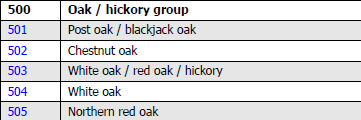 500 Oak / hickory group
501 Post oak / blackjack oak
502 Chestnut oak
503 White oak / red oak / hickory
504 White oak
505 Northern red oak